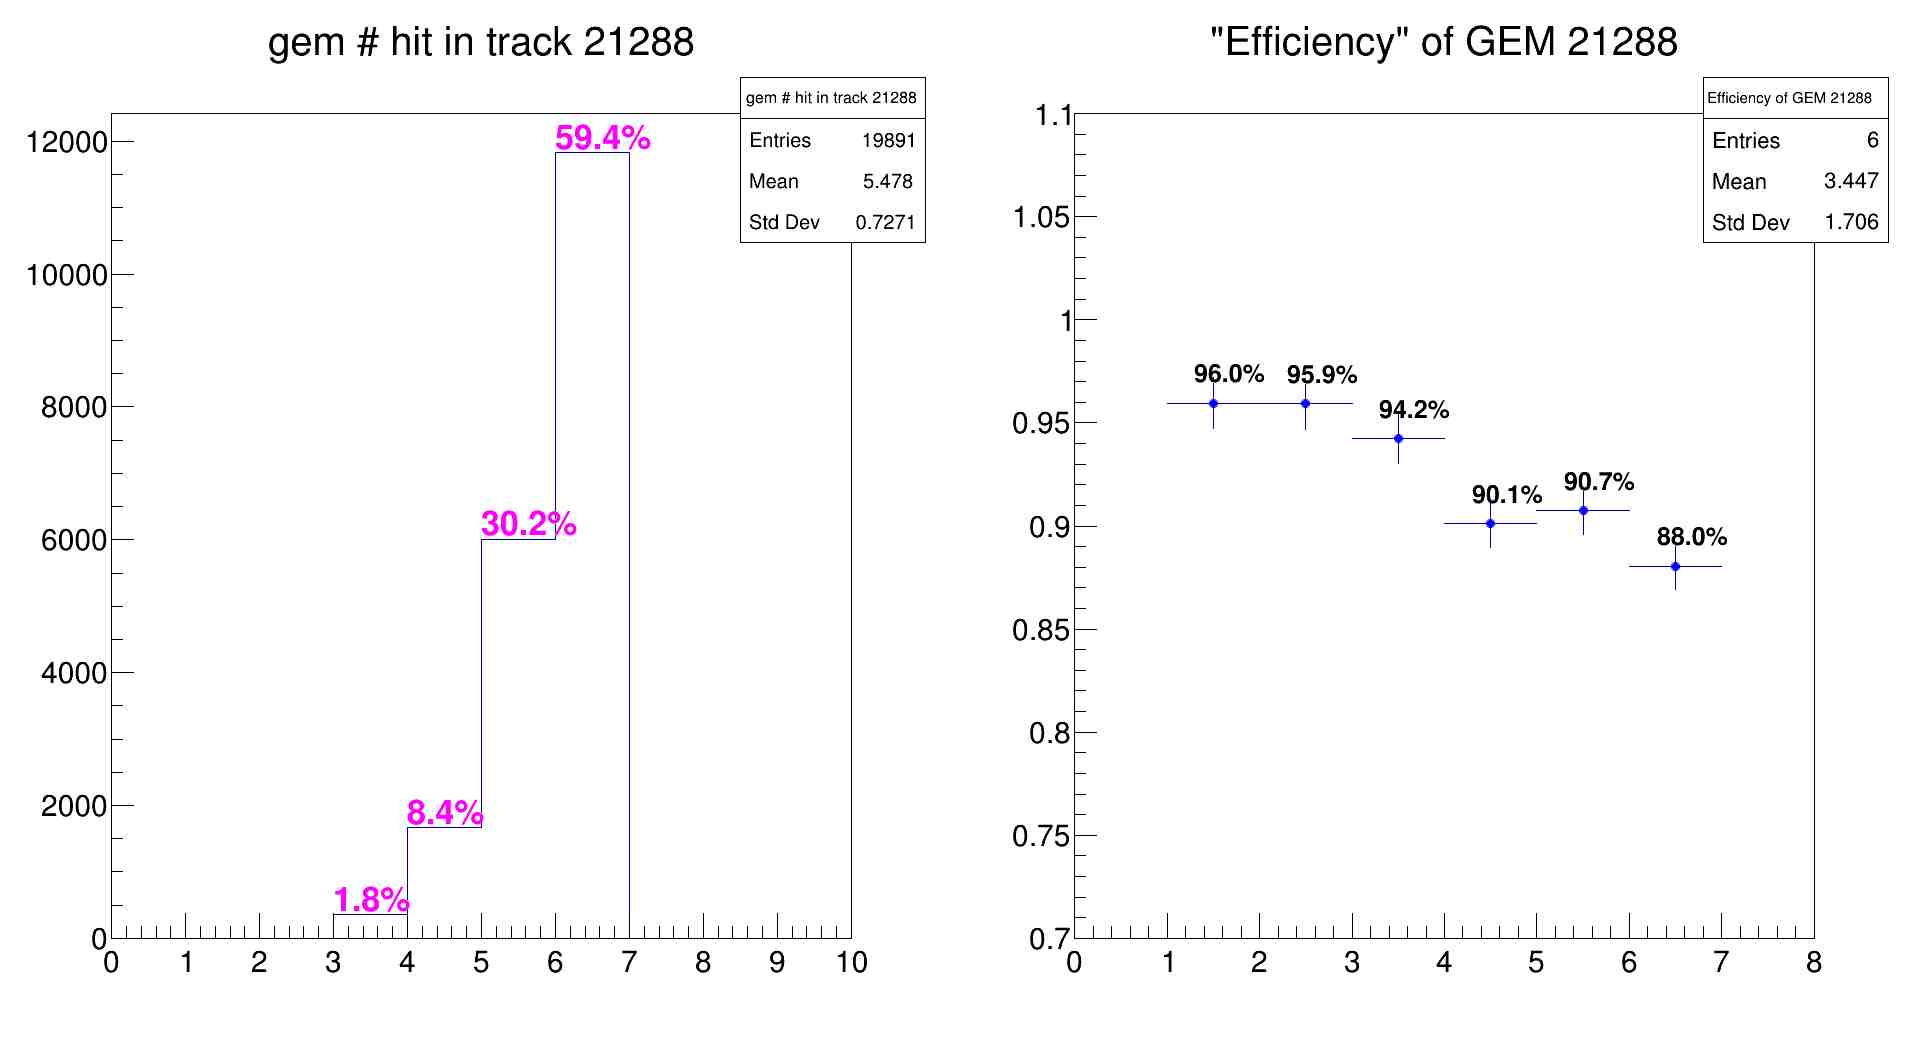 gem # hit in track 21288
gem # hit in track 21288
Entries 19891
Mean 5.478
Std Dev 0.7271
12000
10000
8000
6000
4000
2000
0
59.4%
30.2%
8.4%
1.8%
0 1 2 3 4 5 6 7 8 9 10
"Efficiency" of GEM 21288
Efficiency of GEM 21288
Entries 6
Mean 3.447
Std Dev 1.706
1.1
1.05
1
0.95
0.9
0.85
0.8
0.75
0.7
96.0% 95.9%
94.2%
90.1% 90.7%
88.0%
0 1 2 3 4 5 6 7 8